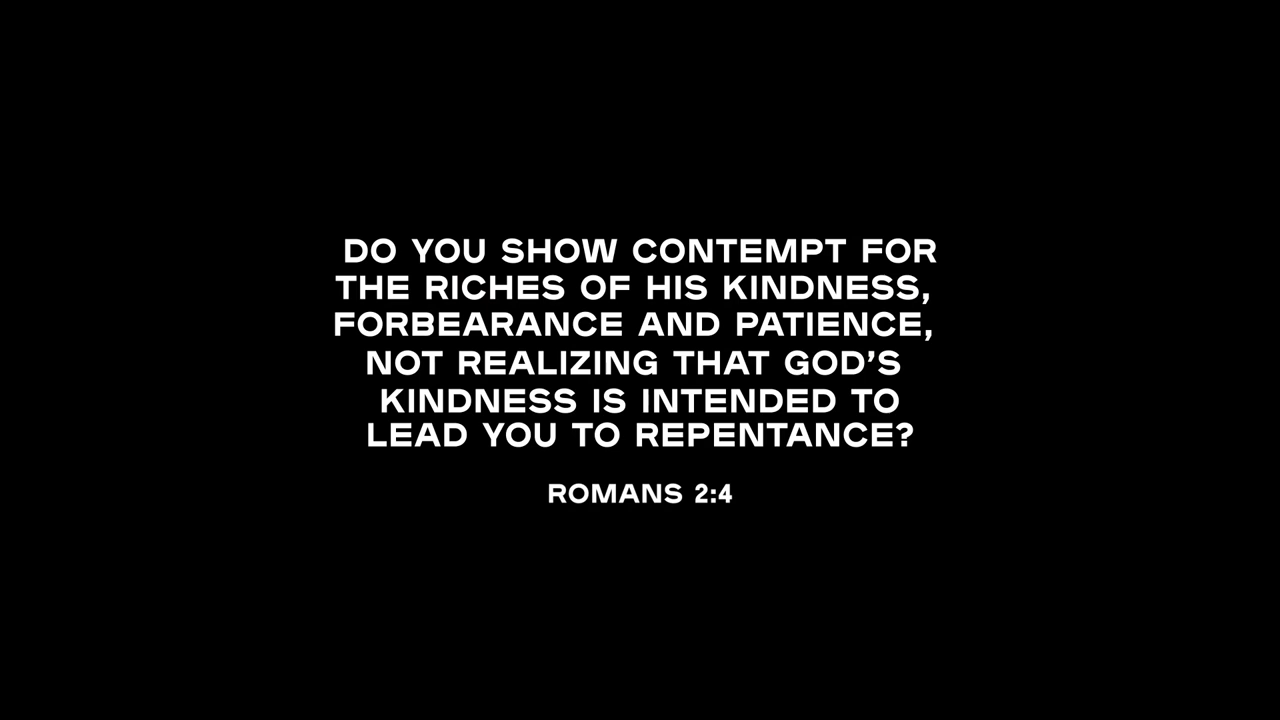 DO YOU SHOW CONTEMPT FOR
THE RICHES OF HIS KINDNESS,
FORBEARANCE AND PATIENCE,
NOT REALIZING THAT GOD’S
KINDNESS IS INTENDED TO
LEAD YOU TO REPENTANCE?
ROMANS 2:4